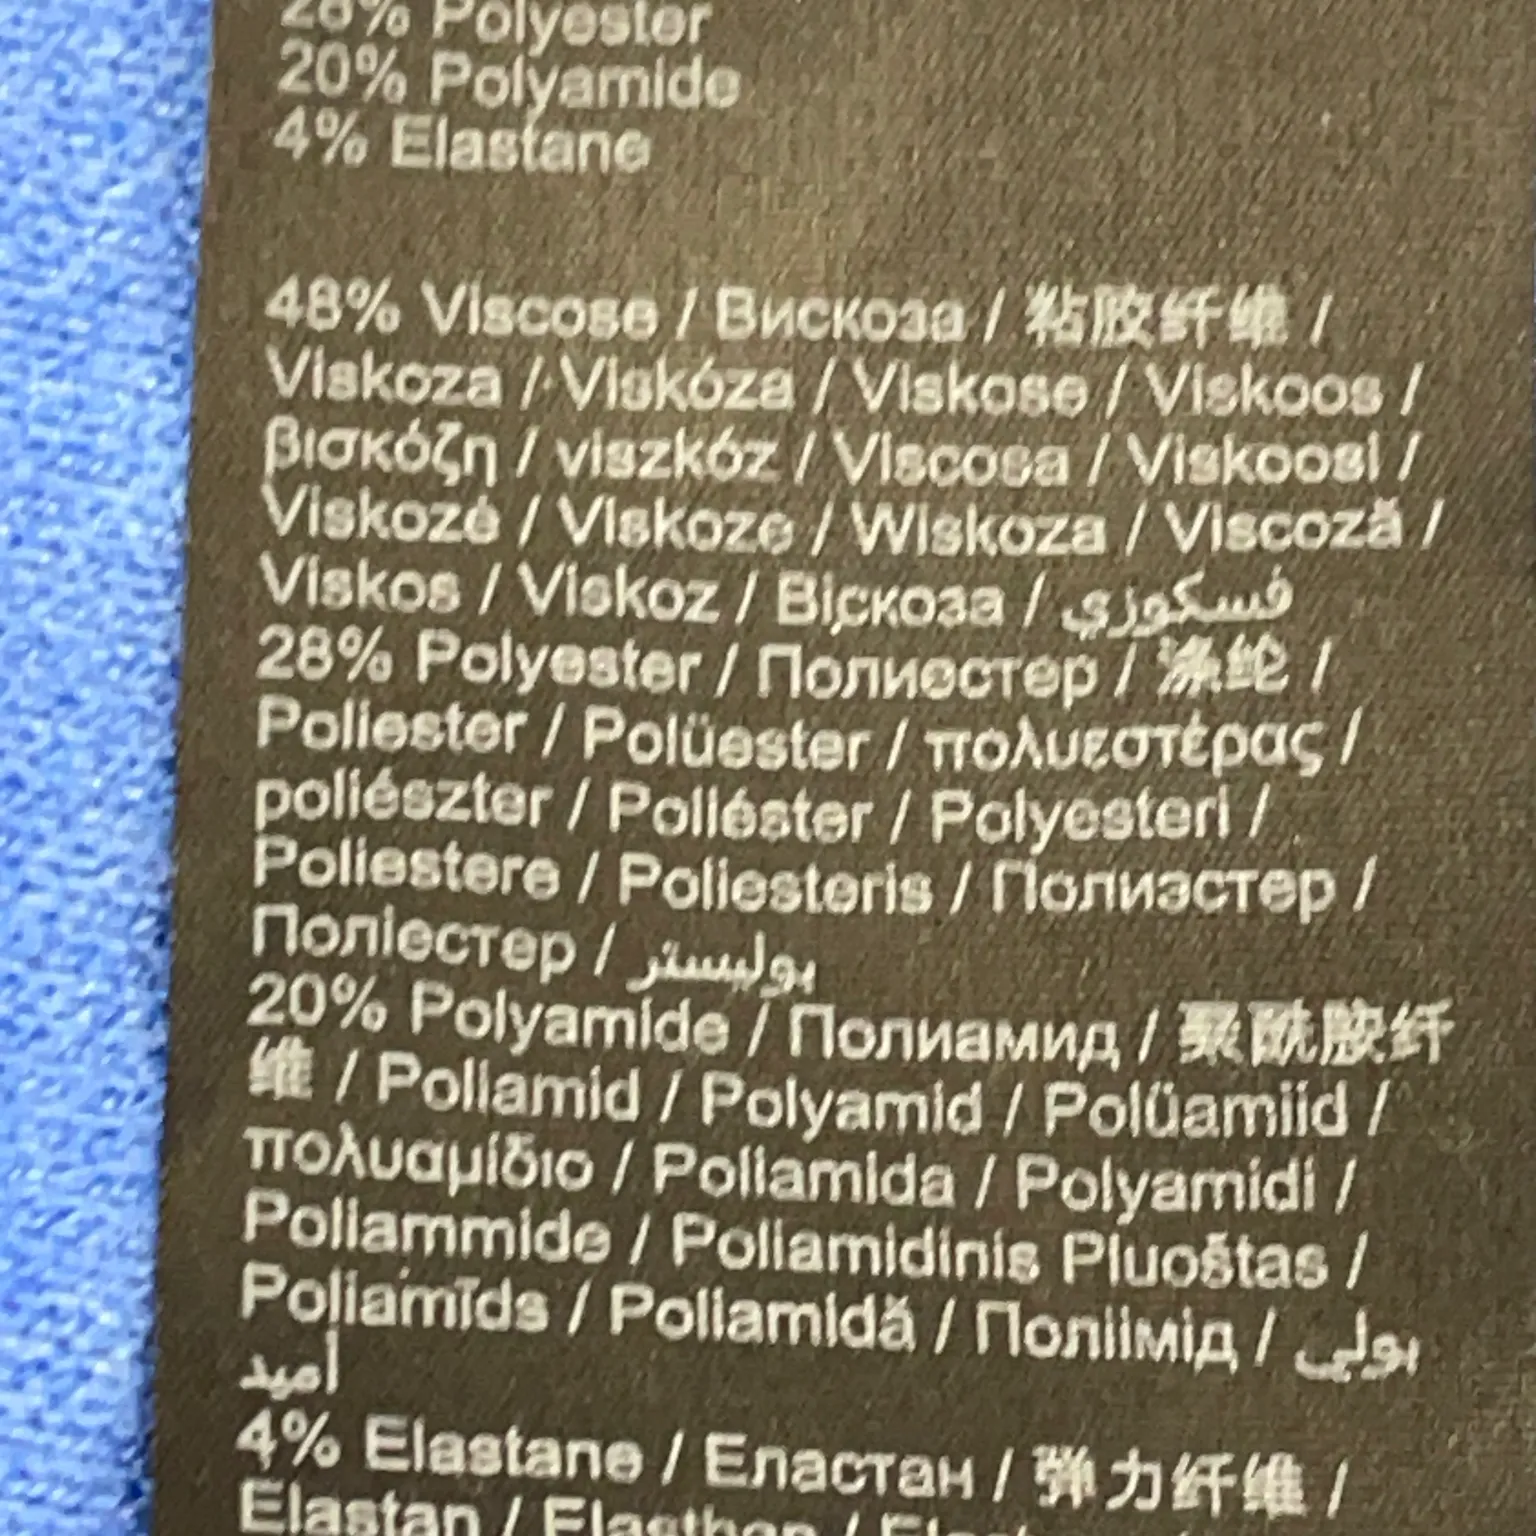 28% Polyester
20% Polyamide
4% Elastane
48% Viscose / Вискоза / 粘胶纤维 /
Viskoza / Viskóza / Viskose / Viskoos /
βισκόζη / viszkóz / Viscosa / Viskoosi /
Viskozė / Viskoze / Wiskoza / Viscoză /
Viskos / Viskoz / Віскоза / فسكوزي
28% Polyester / Полиестер / 涤纶 /
Poliester / Polüester / πολυεστέρας /
poliészter / Poliéster / Polyesteri /
Poliestere / Poliesteris / Полиэстер /
Поліестер / بوليستر
20% Polyamide / Полиамид / 聚酰胺纤
维 / Poliamid / Polyamid / Polüamiid /
πολυαμίδιο / Poliamida / Polyamidi /
Poliammide / Poliamidinis Pluoštas /
Poliamīds / Poliamidă / Поліімід / بولي
أميد
4% Elastane / Еластан / 弹力纤维 /
Elastan / Elasthan /